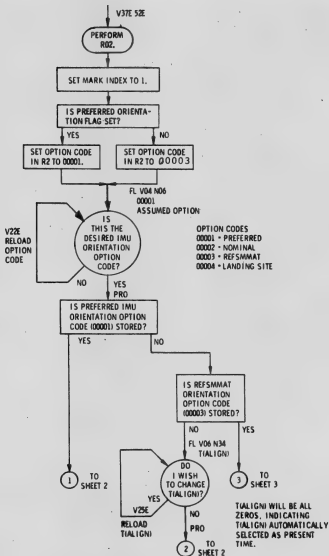 V37E 52E
PERFORM
R02.
SET MARK INDEX TO 1.
IS PREFERRED ORIENTA-
TION FLAG SET?
YES
NO
SET OPTION CODE
IN R2 TO 00001.
SET OPTION CODE
IN R2 TO 00003
FL V04 N06
00001
ASSUMED OPTION
V22E
RELOAD
OPTION
CODE
IS
THIS THE
DESIRED IMU
ORIENTATION
OPTION
CODE?
NO
YES
PRO
OPTION CODES
00001 - PREFERRED
00002 - NOMINAL
00003 - REFSMMAT
00004 - LANDING SITE
IS PREFERRED IMU
ORIENTATION OPTION
CODE (00001) STORED?
YES
NO
IS REFSMMAT
ORIENTATION
OPTION CODE
(00003) STORED?
NO
YES
FL V06 N34
T(ALIGN)
1
TO
SHEET 2
DO
I WISH
TO CHANGE
T(ALIGN)?
YES
V25E
RELOAD
T(ALIGN)
NO
PRO
3
TO
SHEET 3
T(ALIGN) WILL BE ALL
ZEROS, INDICATING
T(ALIGN) AUTOMATICALLY
SELECTED AS PRESENT
TIME.
2
TO
SHEET 2